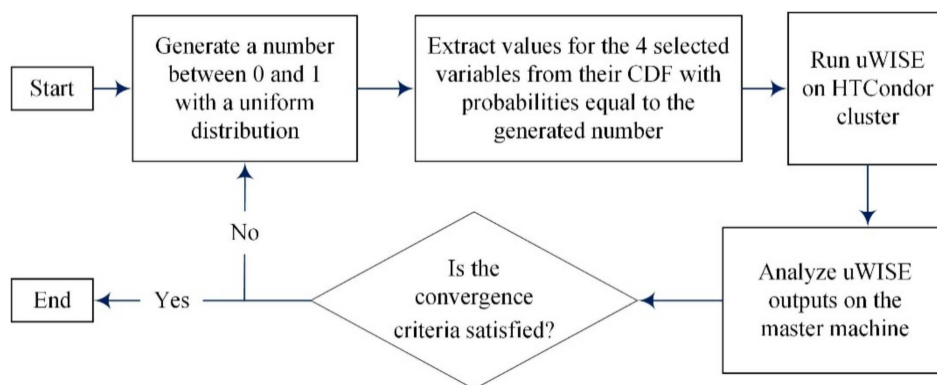 Start
Generate a number
between 0 and 1
with a uniform
distribution
Extract values for the 4 selected
variables from their CDF with
probabilities equal to the
generated number
Run uWISE
on HTCondor
cluster
Analyze uWISE
outputs on the
master machine
Is the
convergence
criteria satisfied?
No
Yes
End